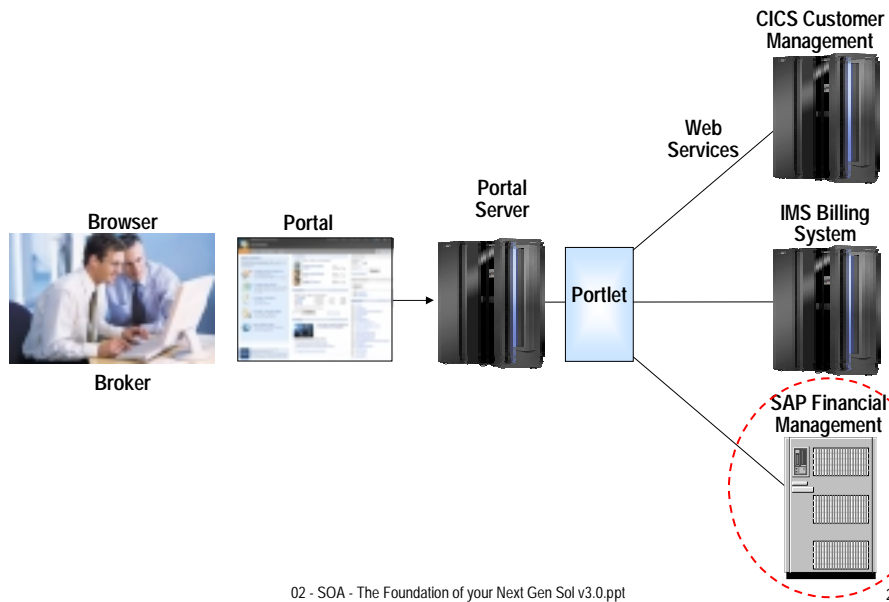 CICS Customer
Management
Web
Services
Portal
Server
Browser
Portal
IMS Billing
System
Portlet
Broker
SAP Financial
Management
02 - SOA - The Foundation of your Next Gen Sol v3.0.ppt